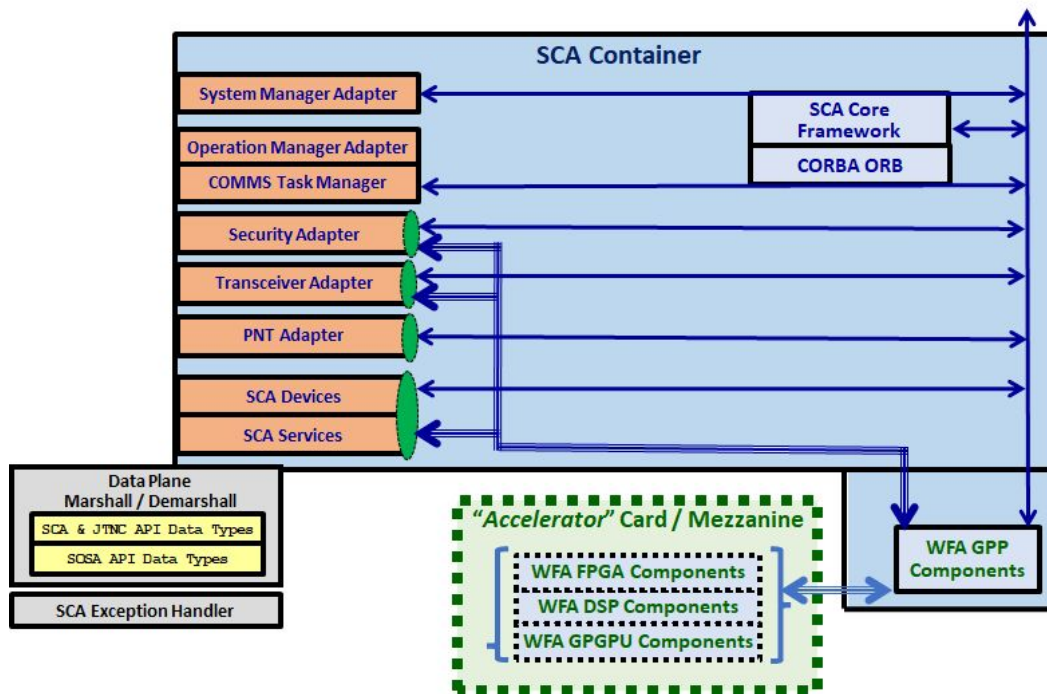 SCA Container
System Manager Adapter
Operation Manager Adapter
COMMS Task Manager
Security Adapter
Transceiver Adapter
PNT Adapter
SCA Devices
SCA Services
SCA Core
Framework
CORBA ORB
Data Plane
Marshall / Demarshall
SCA & JTNC API Data Types
SOSA API Data Types
SCA Exception Handler
“Accelerator” Card / Mezzanine
WFA FPGA Components
WFA DSP Components
WFA GPGPU Components
WFA GPP
Components